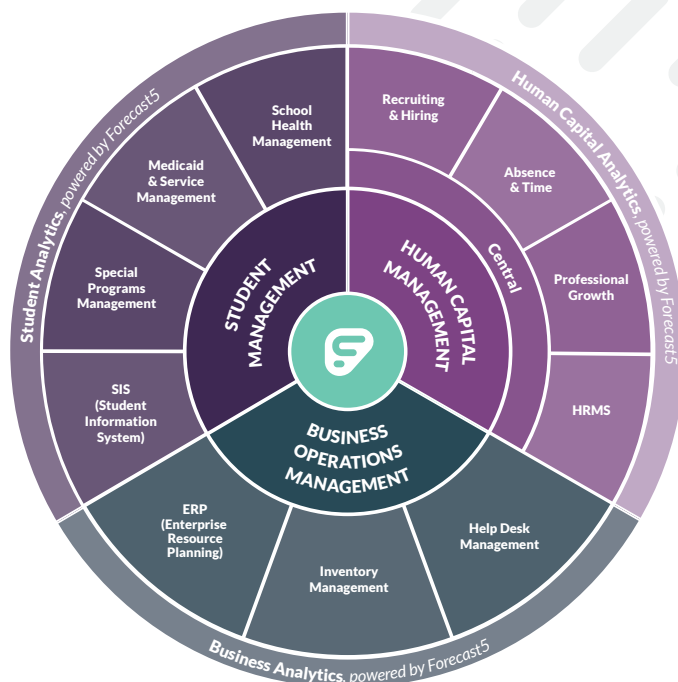 Student Analytics, powered by Forecast5
Human Capital Analytics, powered by Forecast5
School
Health
Management
Medicaid
& Service
Management
Special
Programs
Management
SIS
(Student
Information
System)
STUDENT
MANAGEMENT
Recruiting
& Hiring
Absence
& Time
Professional
Growth
HRMS
Central
HUMAN CAPITAL
MANAGEMENT
BUSINESS
OPERATIONS
MANAGEMENT
ERP
(Enterprise
Resource
Planning)
Inventory
Management
Help Desk
Management
Business Analytics, powered by Forecast5